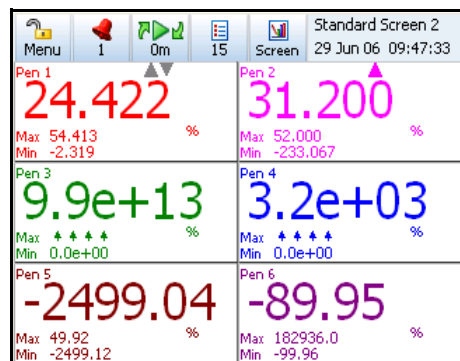 Menu 1 0m 15 Screen Standard Screen 2
29 Jun 06 09:47:33
Pen 1
24.422
Max 54.413 %
Min -2.319
Pen 2
31.200
Max 52.000 %
Min -233.067
Pen 3
9.9e+13
Max %
Min 0.0e+00
Pen 4
3.2e+03
Max %
Min 0.0e+00
Pen 5
-2499.04
Max 49.92 %
Min -2499.12
Pen 6
-89.95
Max 182936.0 %
Min -99.96